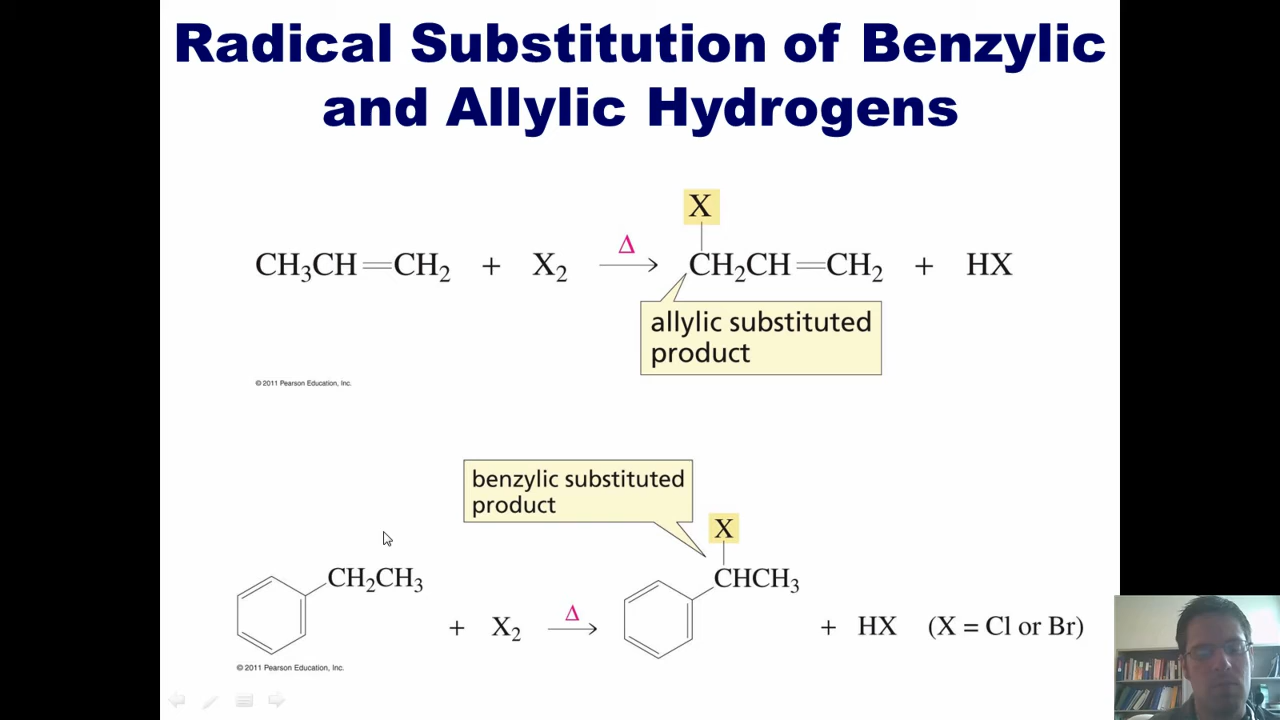 Radical Substitution of Benzylic
and Allylic Hydrogens
X
CH₃CH=CH₂ + X₂ Δ→ CH₂CH=CH₂ + HX
allylic substituted
product
© 2011 Pearson Education, Inc.
benzylic substituted
product
X
CH₂CH₃ CHCH₃
+ X₂ Δ→ + HX (X = Cl or Br)
© 2011 Pearson Education, Inc.